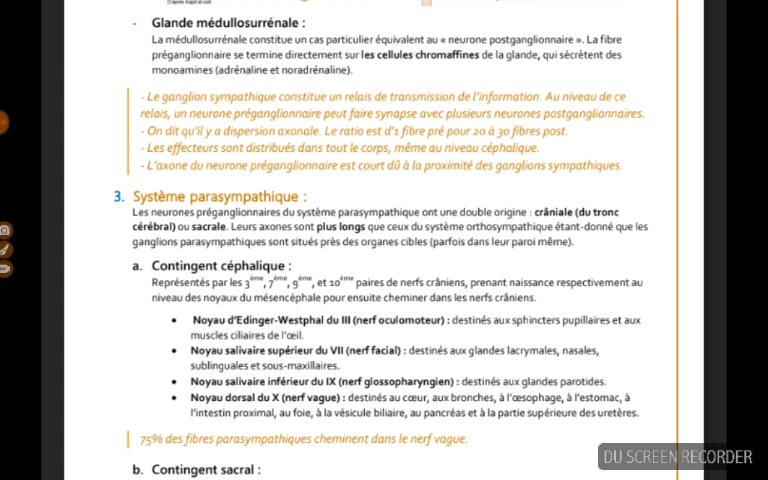 - Glande médullosurrénale :
La médullosurrénale constitue un cas particulier équivalent au « neurone postganglionnaire ». La fibre
préganglionnaire se termine directement sur les cellules chromaffines de la glande, qui sécrètent des
monoamines (adrénaline et noradrénaline).
- Le ganglion sympathique constitue un relais de transmission de l'information. Au niveau de ce
relais, un neurone préganglionnaire peut faire synapse avec plusieurs neurones postganglionnaires.
- On dit qu'il y a dispersion axonale. Le ratio est d'1 fibre pré pour 20 à 30 fibres post.
- Les effecteurs sont distribués dans tout le corps, même au niveau céphalique.
- L'axone du neurone préganglionnaire est court dû à la proximité des ganglions sympathiques.
3. Système parasympathique :
Les neurones préganglionnaires du système parasympathique ont une double origine : crâniale (du tronc
cérébral) ou sacrale. Leurs axones sont plus longs que ceux du système orthosympathique étant-donné que les
ganglions parasympathiques sont situés près des organes cibles (parfois dans leur paroi même).
a. Contingent céphalique :
Représentés par les 3ème, 7ème, 9ème, et 10ème paires de nerfs crâniens, prenant naissance respectivement au
niveau des noyaux du mésencéphale pour ensuite cheminer dans les nerfs crâniens.
• Noyau d'Edinger-Westphal du III (nerf oculomoteur) : destinés aux sphincters pupillaires et aux
muscles ciliaires de l'œil.
• Noyau salivaire supérieur du VII (nerf facial) : destinés aux glandes lacrymales, nasales,
sublinguales et sous-maxillaires.
• Noyau salivaire inférieur du IX (nerf glossopharyngien) : destinés aux glandes parotides.
• Noyau dorsal du X (nerf vague) : destinés au cœur, aux bronches, à l'œsophage, à l'estomac, à
l'intestin proximal, au foie, à la vésicule biliaire, au pancréas et à la partie supérieure des uretères.
75% des fibres parasympathiques cheminent dans le nerf vague.
DU SCREEN RECORDER
b. Contingent sacral :